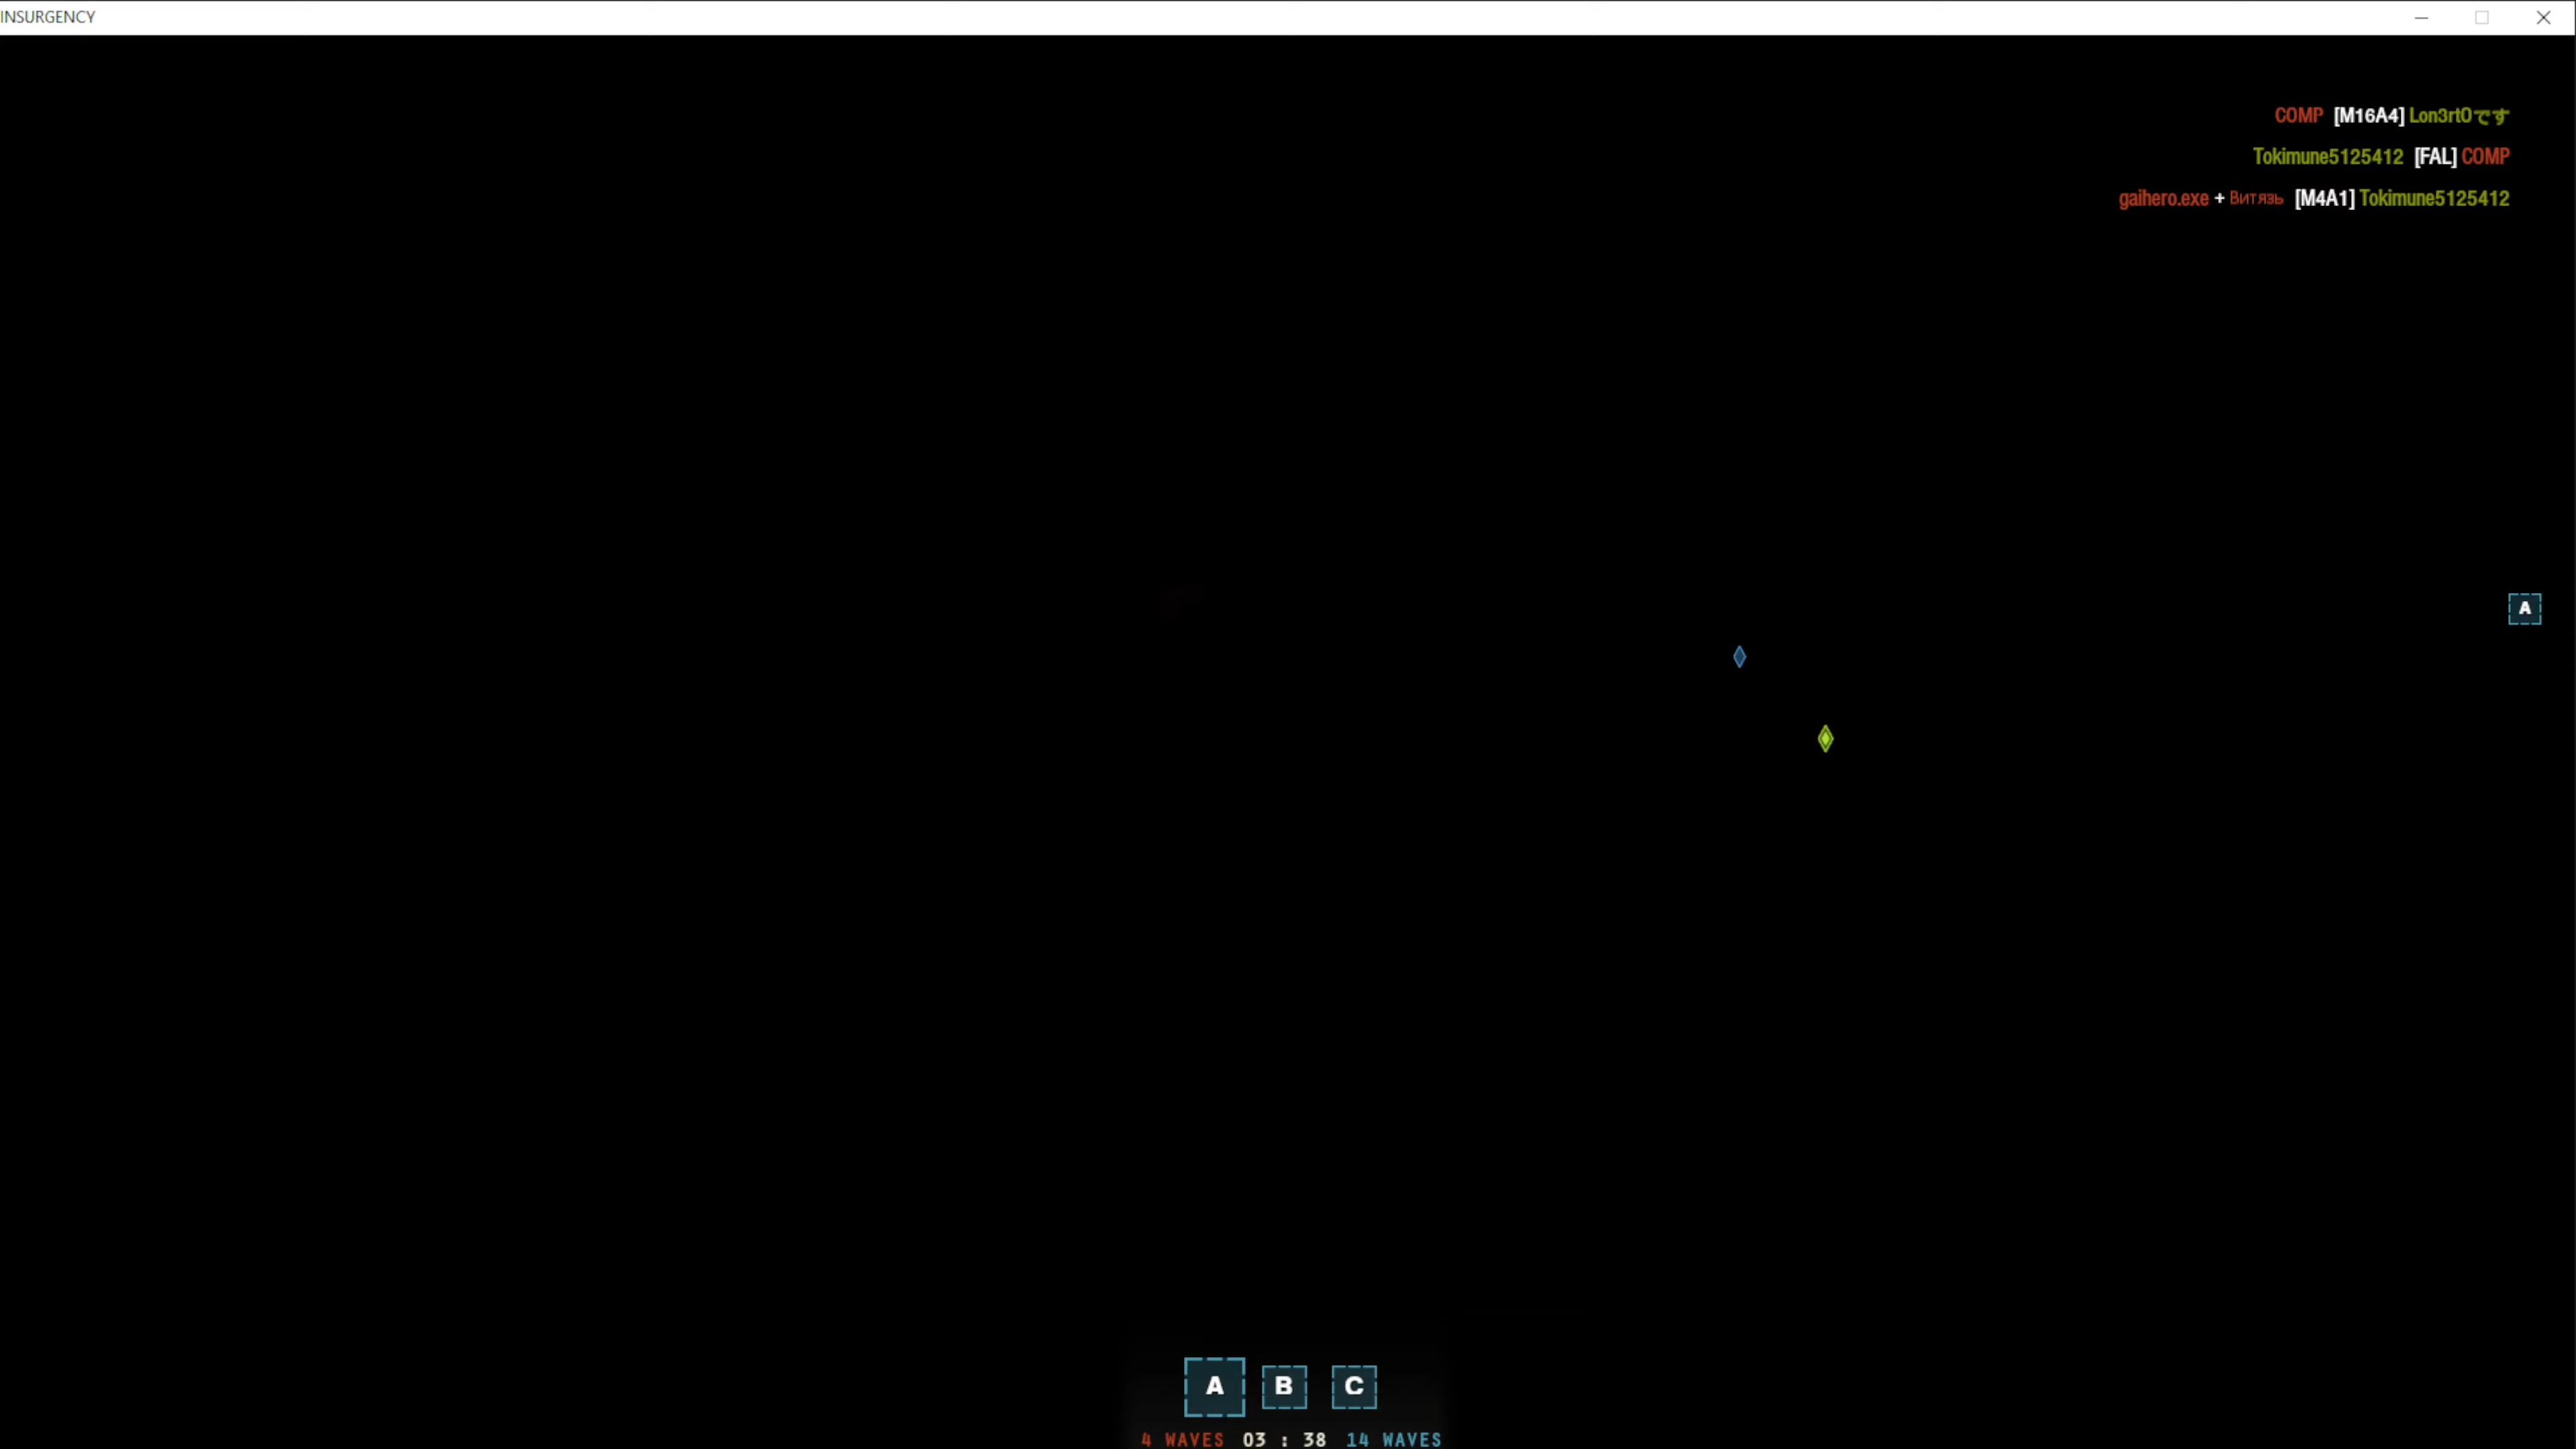 INSURGENCY
COMP [M16A4] Lon3rtOです
Tokimune5125412 [FAL] COMP
gaihero.exe + Витязь [M4A1] Tokimune5125412
A
A B C
4 WAVES 03 : 38 14 WAVES